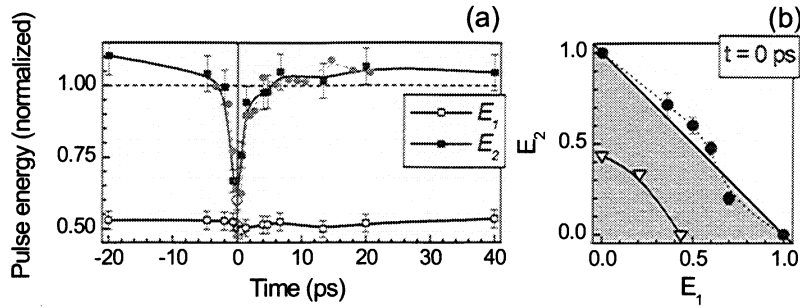 (a)
Pulse energy (normalized)
1.00
0.75
0.50
-20
-10
0
10
20
30
40
Time (ps)
E1
E2
(b)
t = 0 ps
E2
1.0
0.5
0.0
0.0
0.5
1.0
E1